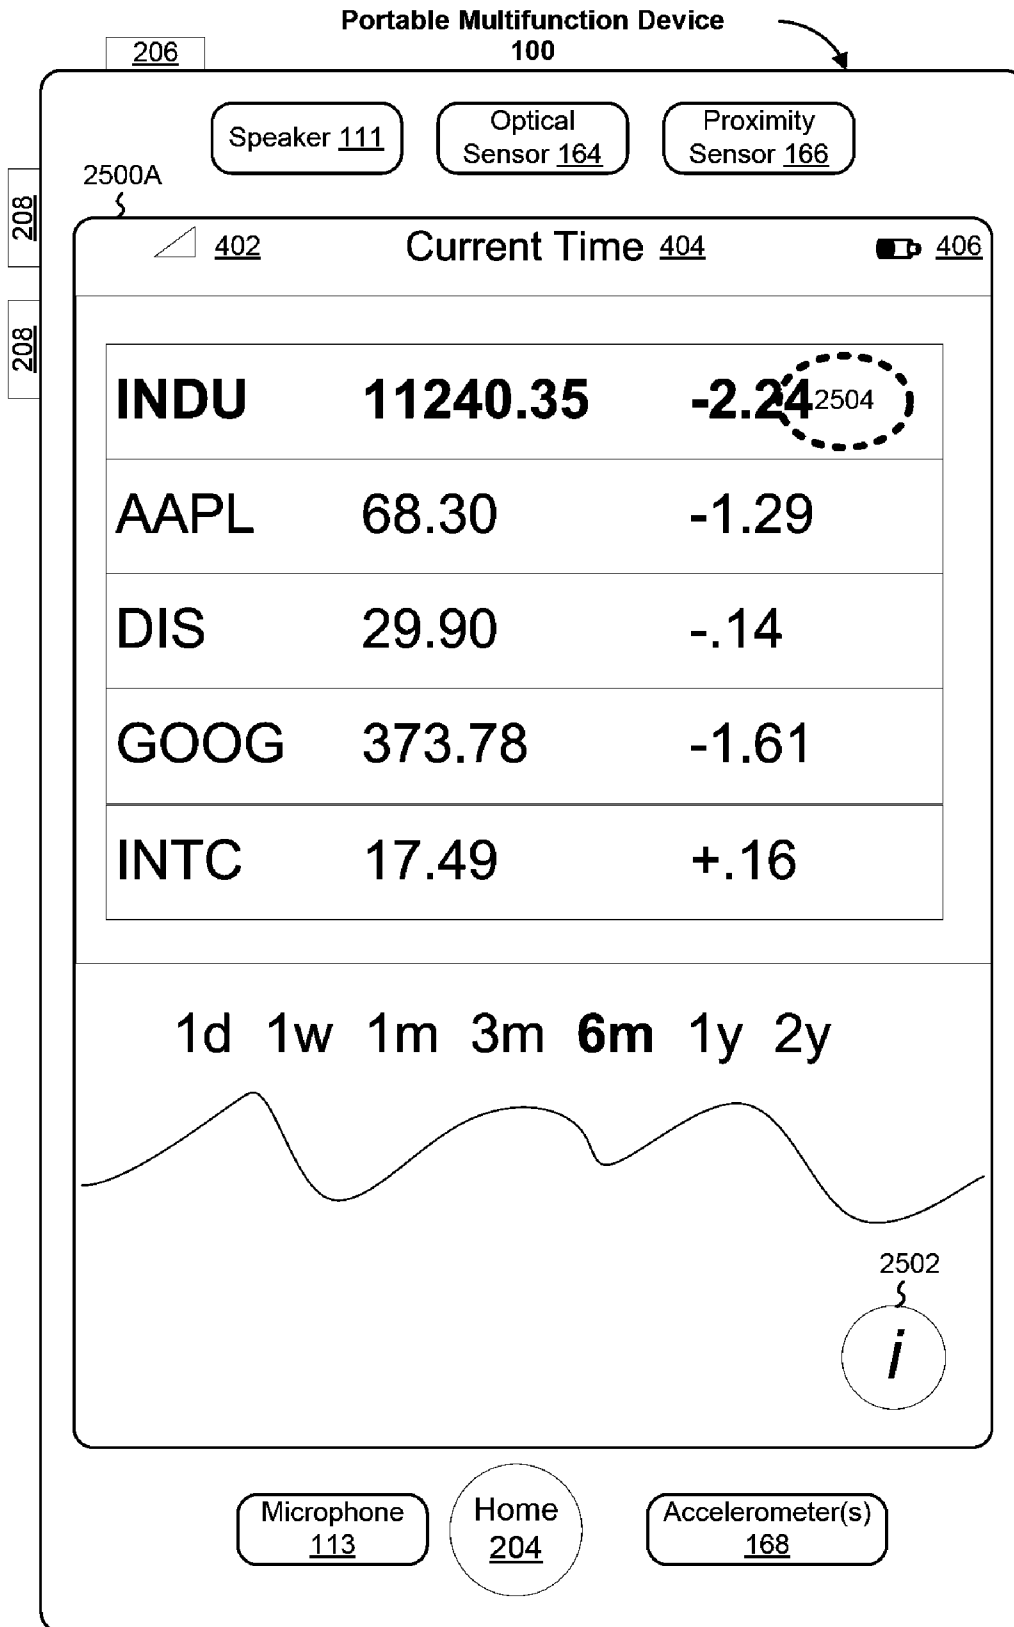 Portable Multifunction Device
100
206
Speaker 111
Optical
Sensor 164
Proximity
Sensor 166
2500A
208
208
402 Current Time 404 406
INDU 11240.35 -2.24 2504
AAPL 68.30 -1.29
DIS 29.90 -.14
GOOG 373.78 -1.61
INTC 17.49 +.16
1d 1w 1m 3m 6m 1y 2y
2502
i
Microphone
113
Home
204
Accelerometer(s)
168